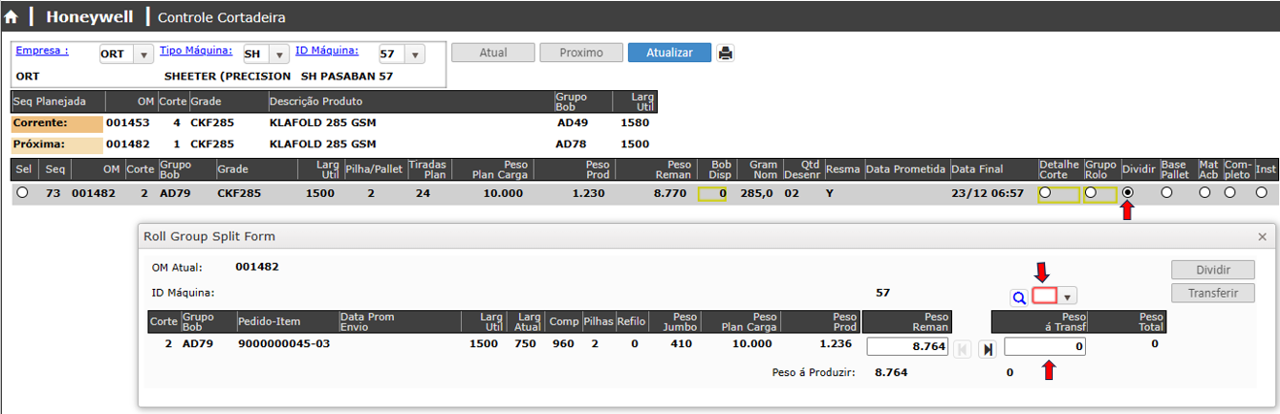 Honeywell Controle Cortadeira
Empresa : ORT Tipo Máquina: SH ID Máquina: 57 Atual Proximo Atualizar
ORT SHEETER (PRECISION SH PASABAN 57
Seq Planejada OM Corte Grade Descrição Produto Grupo Bob Larg Util
Corrente: 001453 4 CKF285 KLAFOLD 285 GSM AD49 1580
Próxima: 001482 1 CKF285 KLAFOLD 285 GSM AD78 1500
Sel Seq OM Corte Grupo Bob Grade Larg Util Pilha/Pallet Tiradas Plan Peso Plan Carga Peso Prod Peso Reman Bob Disp Gram Nom Qtd Desenr Resma Data Prometida Data Final Detalhe Corte Grupo Rolo Dividir Base Pallet Mat Acb Com-pleto Inst
73 001482 2 AD79 CKF285 1500 2 24 10.000 1.230 8.770 0 285,0 02 Y 23/12 06:57
Roll Group Split Form
OM Atual: 001482 Dividir
ID Máquina: 57 Transferir
Corte Grupo Bob Pedido-Item Data Prom Envio Larg Util Larg Atual Comp Pilhas Refilo Peso Jumbo Peso Plan Carga Peso Prod Peso Reman Peso á Transf Peso Total
2 AD79 9000000045-03 1500 750 960 2 0 410 10.000 1.236 8.764 0 0
Peso á Produzir: 8.764 0